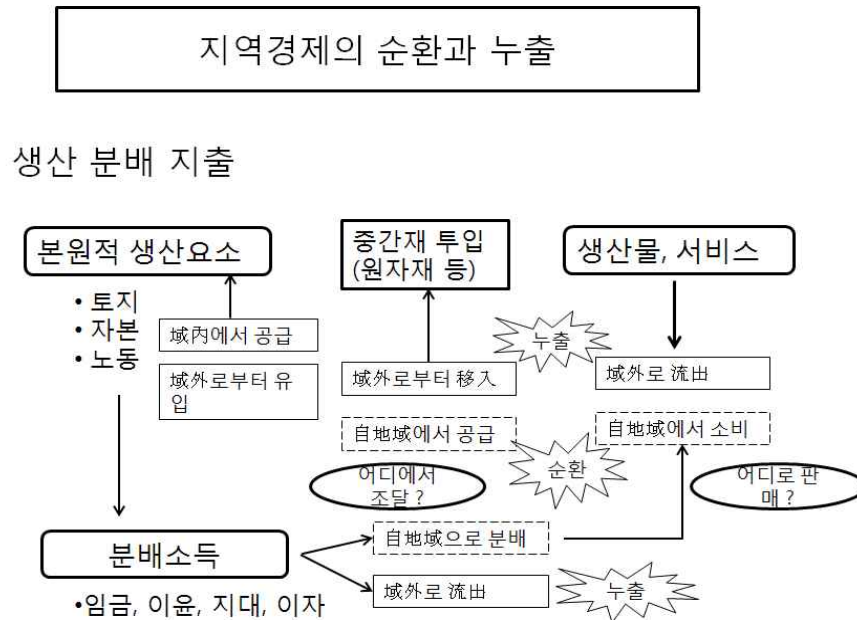 지역경제의 순환과 누출
생산 분배 지출
본원적 생산요소
• 토지
• 자본
• 노동
域內에서 공급
域外로부터 유
입
중간재 투입
(원자재 등)
域外로부터 移入
自地域에서 공급
어디에서
조달 ?
생산물, 서비스
누출
域外로 流出
自地域에서 소비
순환
어디로 판
매 ?
분배소득
•임금, 이윤, 지대, 이자
自地域으로 분배
域外로 流出
누출